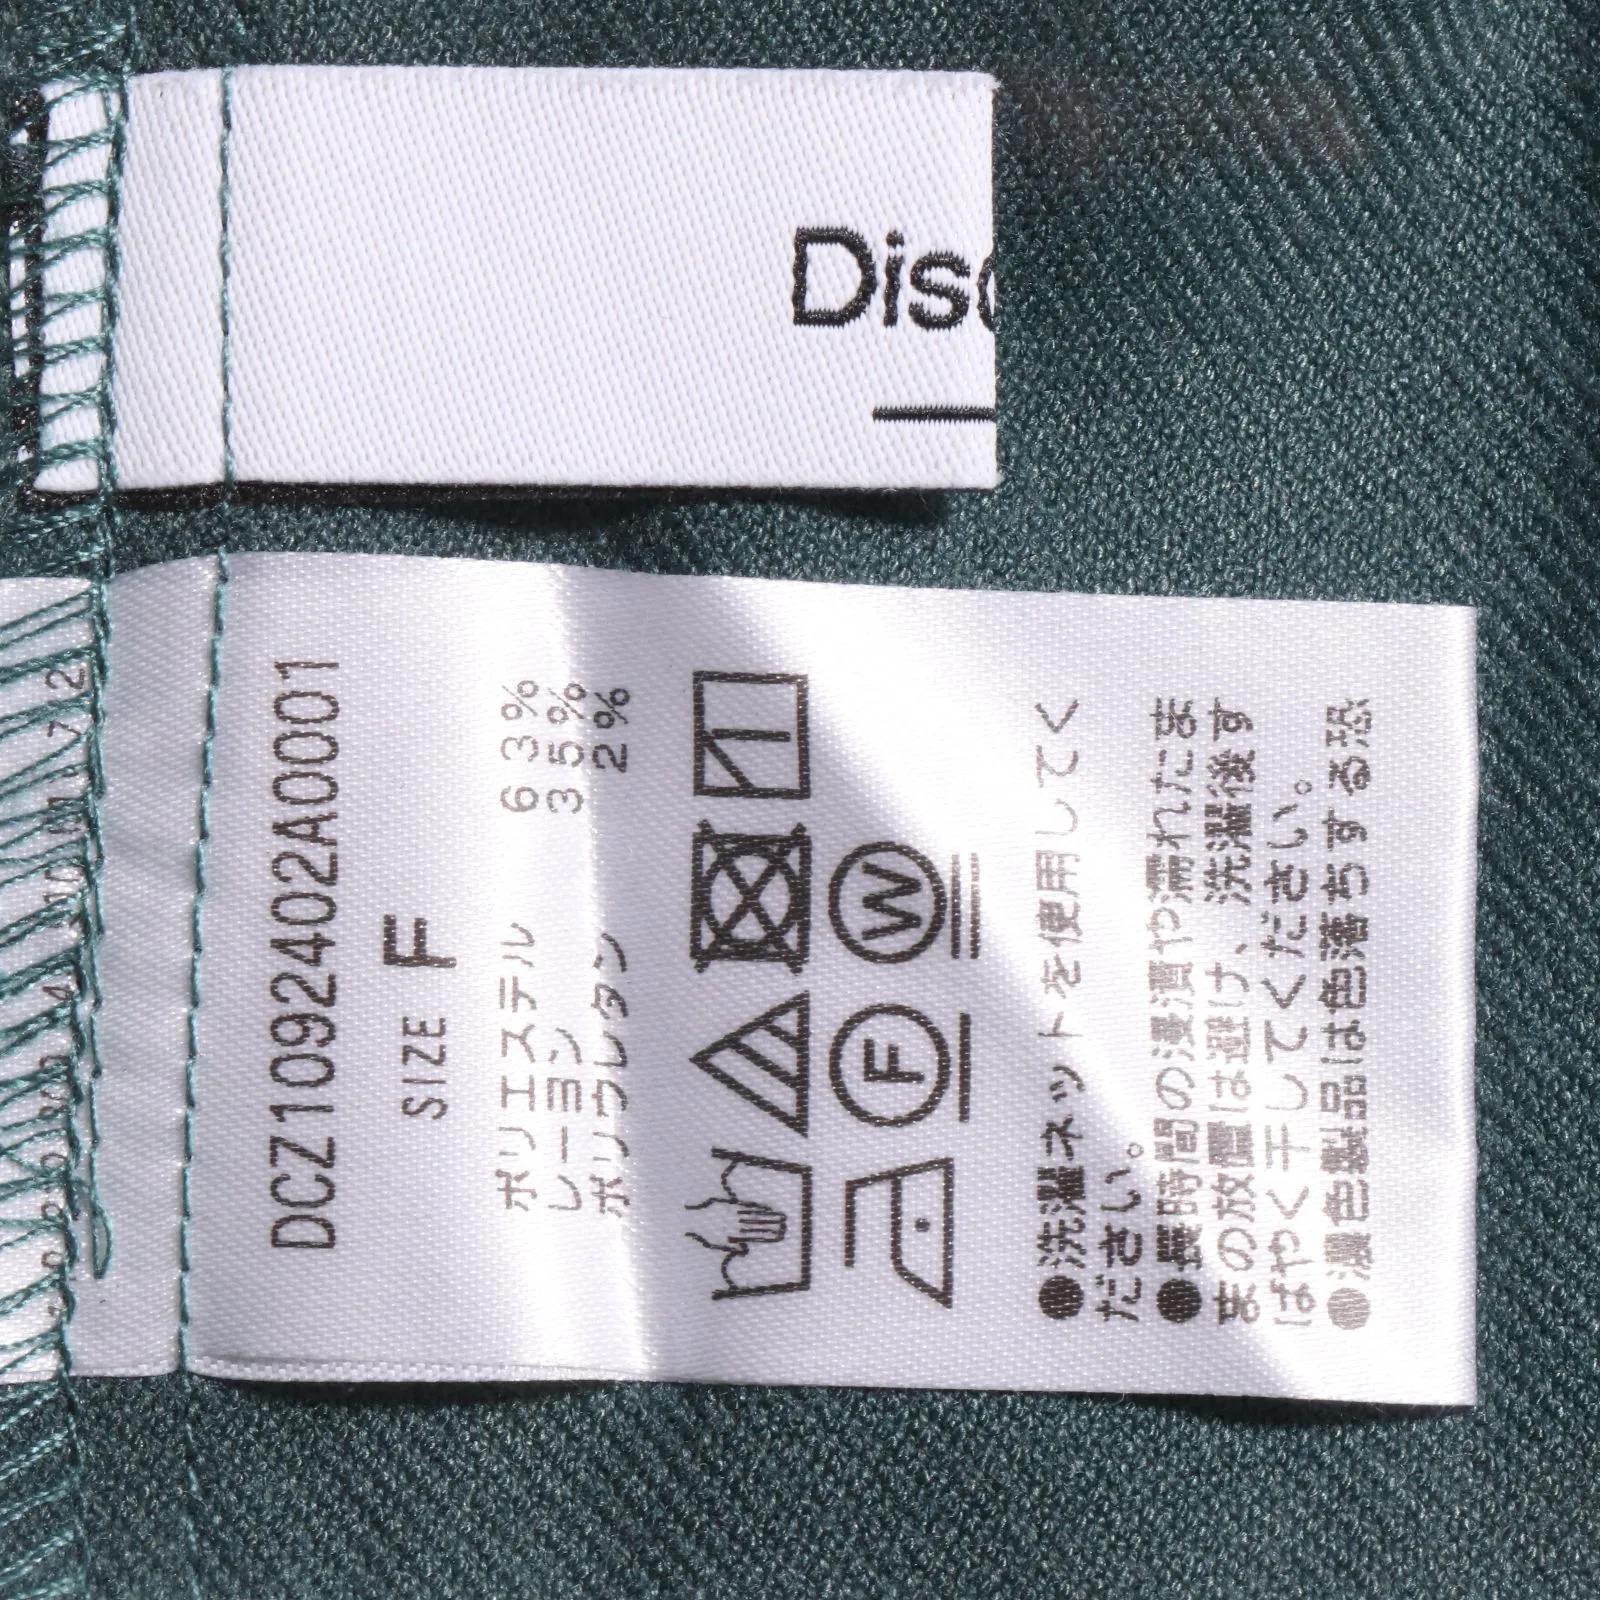 Disc
DCZ1092402A0001
SIZE F
ポリエステル 63%
レーヨン 35%
ポリウレタン 2%
W
F
●洗濯ネットを使用してく
ださい。
●長時間の浸漬や濡れたま
まの放置は避け、洗濯後す
はやく干してください。
●濃色製品は色落ちする恐